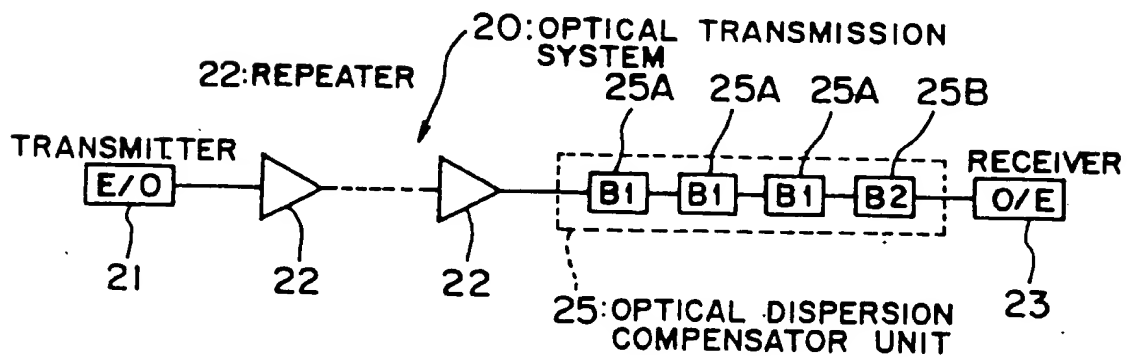 20:OPTICAL TRANSMISSION
SYSTEM
22:REPEATER
25A 25A 25A 25B
TRANSMITTER
RECEIVER
E/O
B1 B1 B1 B2
O/E
21 22 22
23
25:OPTICAL DISPERSION
COMPENSATOR UNIT